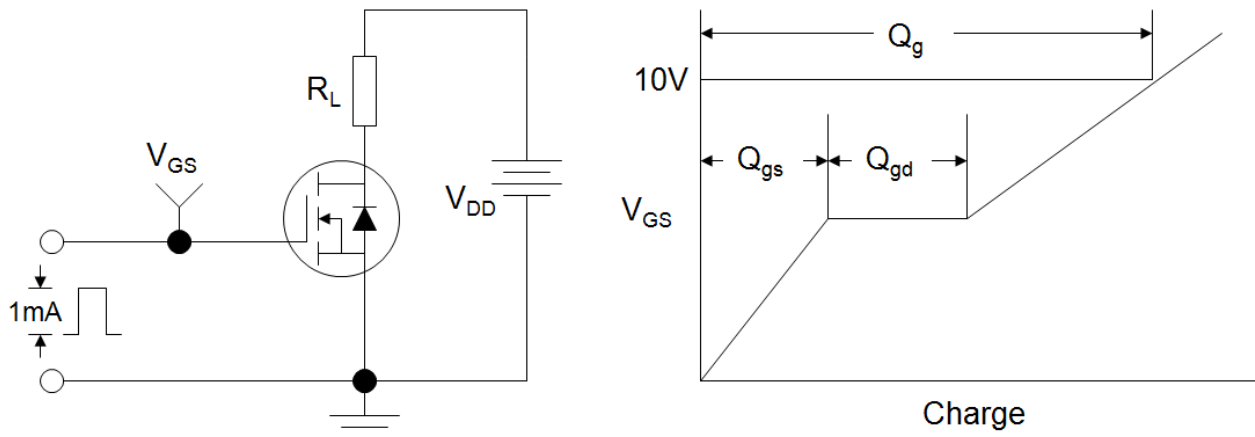 R_L
V_GS
V_DD
1mA
Q_g
10V
Q_gs
Q_gd
V_GS
Charge